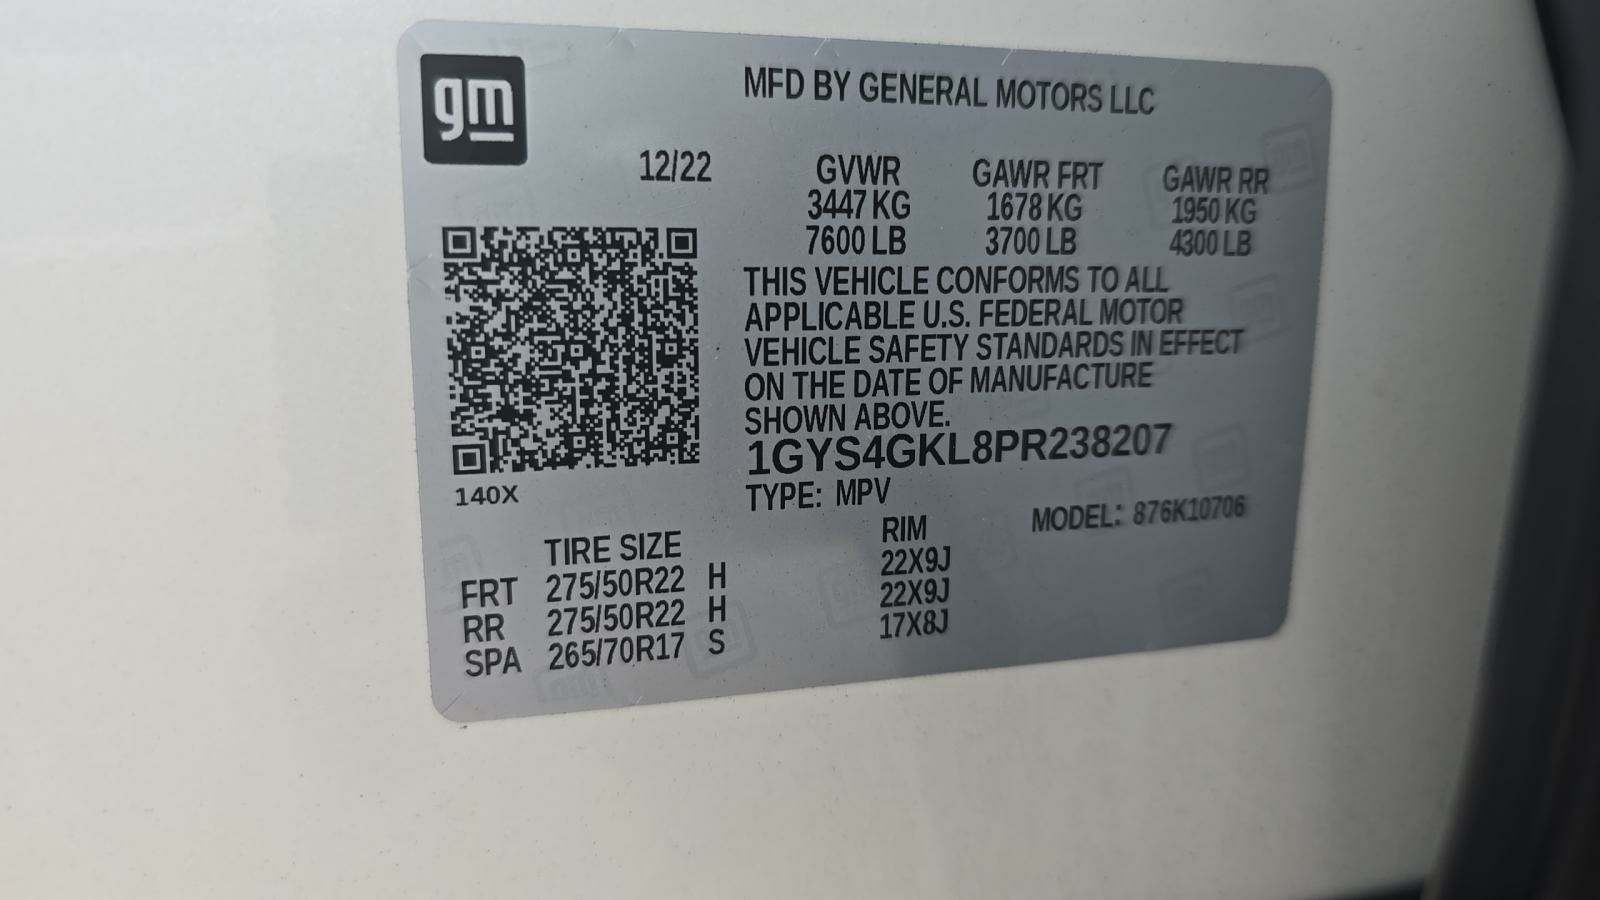 gm
MFD BY GENERAL MOTORS LLC
12/22 GVWR GAWR FRT GAWR RR
3447 KG 1678 KG 1950 KG
7600 LB 3700 LB 4300 LB
THIS VEHICLE CONFORMS TO ALL
APPLICABLE U.S. FEDERAL MOTOR
VEHICLE SAFETY STANDARDS IN EFFECT
ON THE DATE OF MANUFACTURE
SHOWN ABOVE.
1GYS4GKL8PR238207
140X
TYPE: MPV
MODEL: 876K10706
TIRE SIZE RIM
FRT 275/50R22 H 22X9J
RR 275/50R22 H 22X9J
SPA 265/70R17 S 17X8J